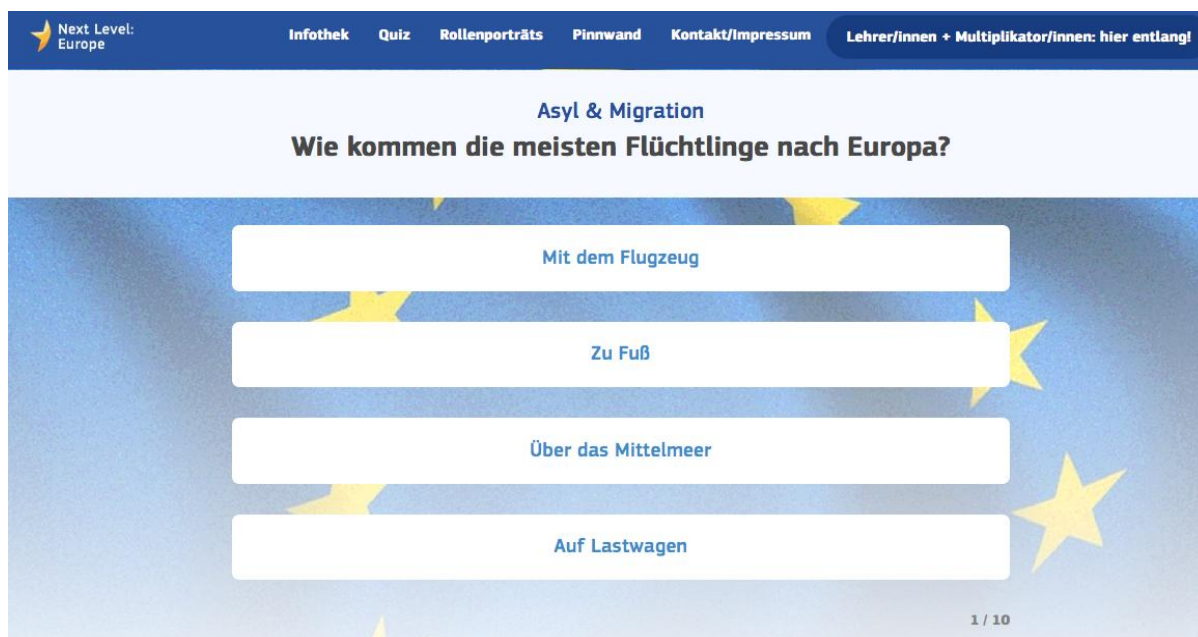 Next Level:
Europe
Infothek Quiz Rollenporträts Pinnwand Kontakt/Impressum Lehrer/innen + Multiplikator/innen: hier entlang!
Asyl & Migration
Wie kommen die meisten Flüchtlinge nach Europa?
Mit dem Flugzeug
Zu Fuß
Über das Mittelmeer
Auf Lastwagen
1 / 10